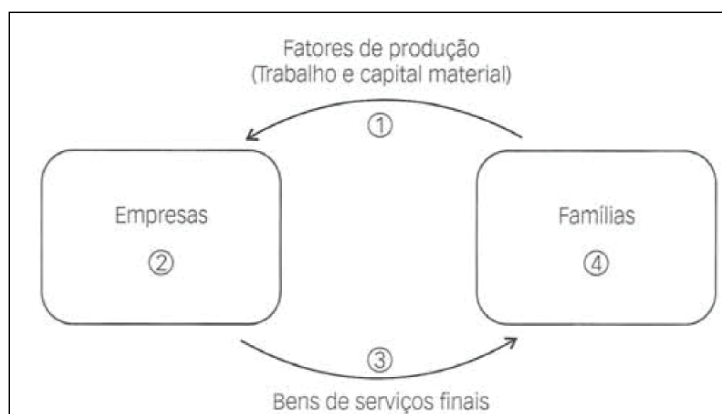 Fatores de produção
(Trabalho e capital material)
①
Empresas
②
Famílias
④
③
Bens de serviços finais